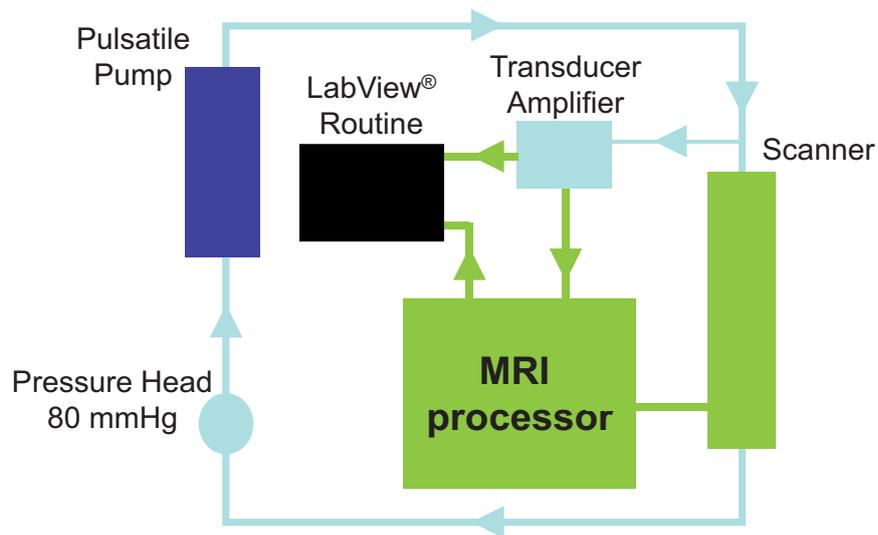 Pulsatile
Pump
LabView®
Routine
Transducer
Amplifier
Scanner
Pressure Head
80 mmHg
MRI
processor